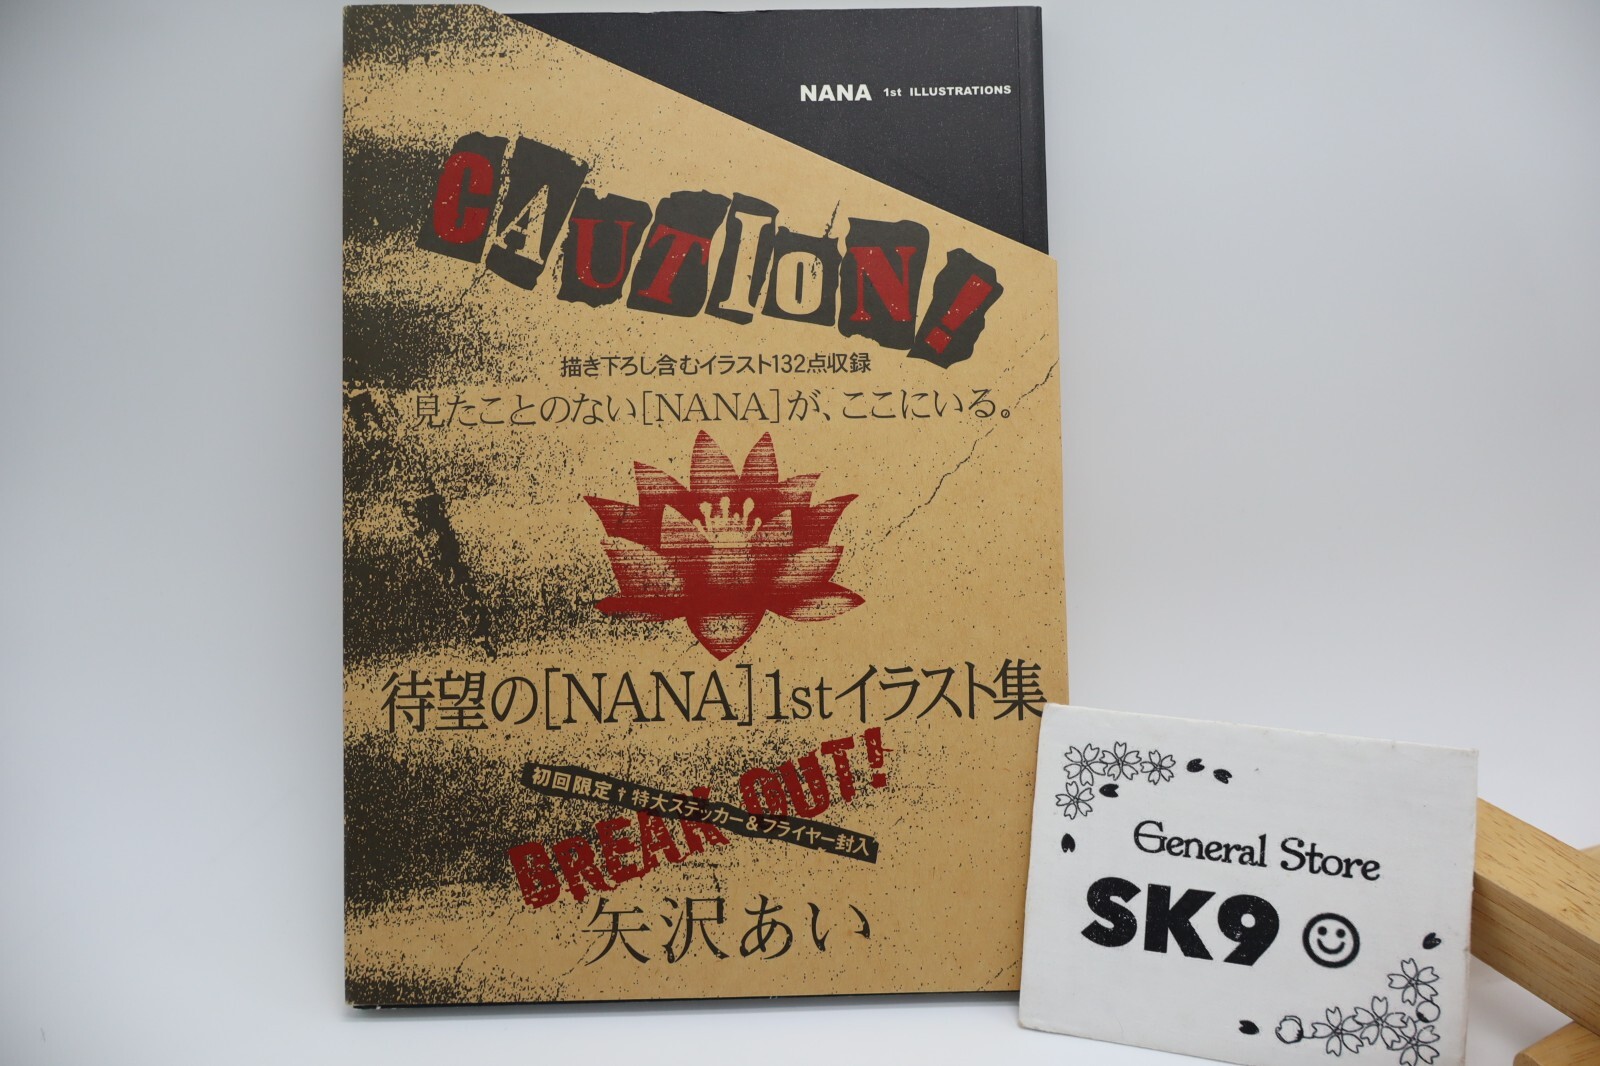 NANA 1st ILLUSTRATIONS
CAUTION!
描き下ろし含むイラスト132点収録
見たことのない[NANA]が、ここにいる。
待望の[NANA]1stイラスト集
BREAK OUT!
初回限定†特大ステッカー&フライヤー封入
矢沢あい
General Store
SK9